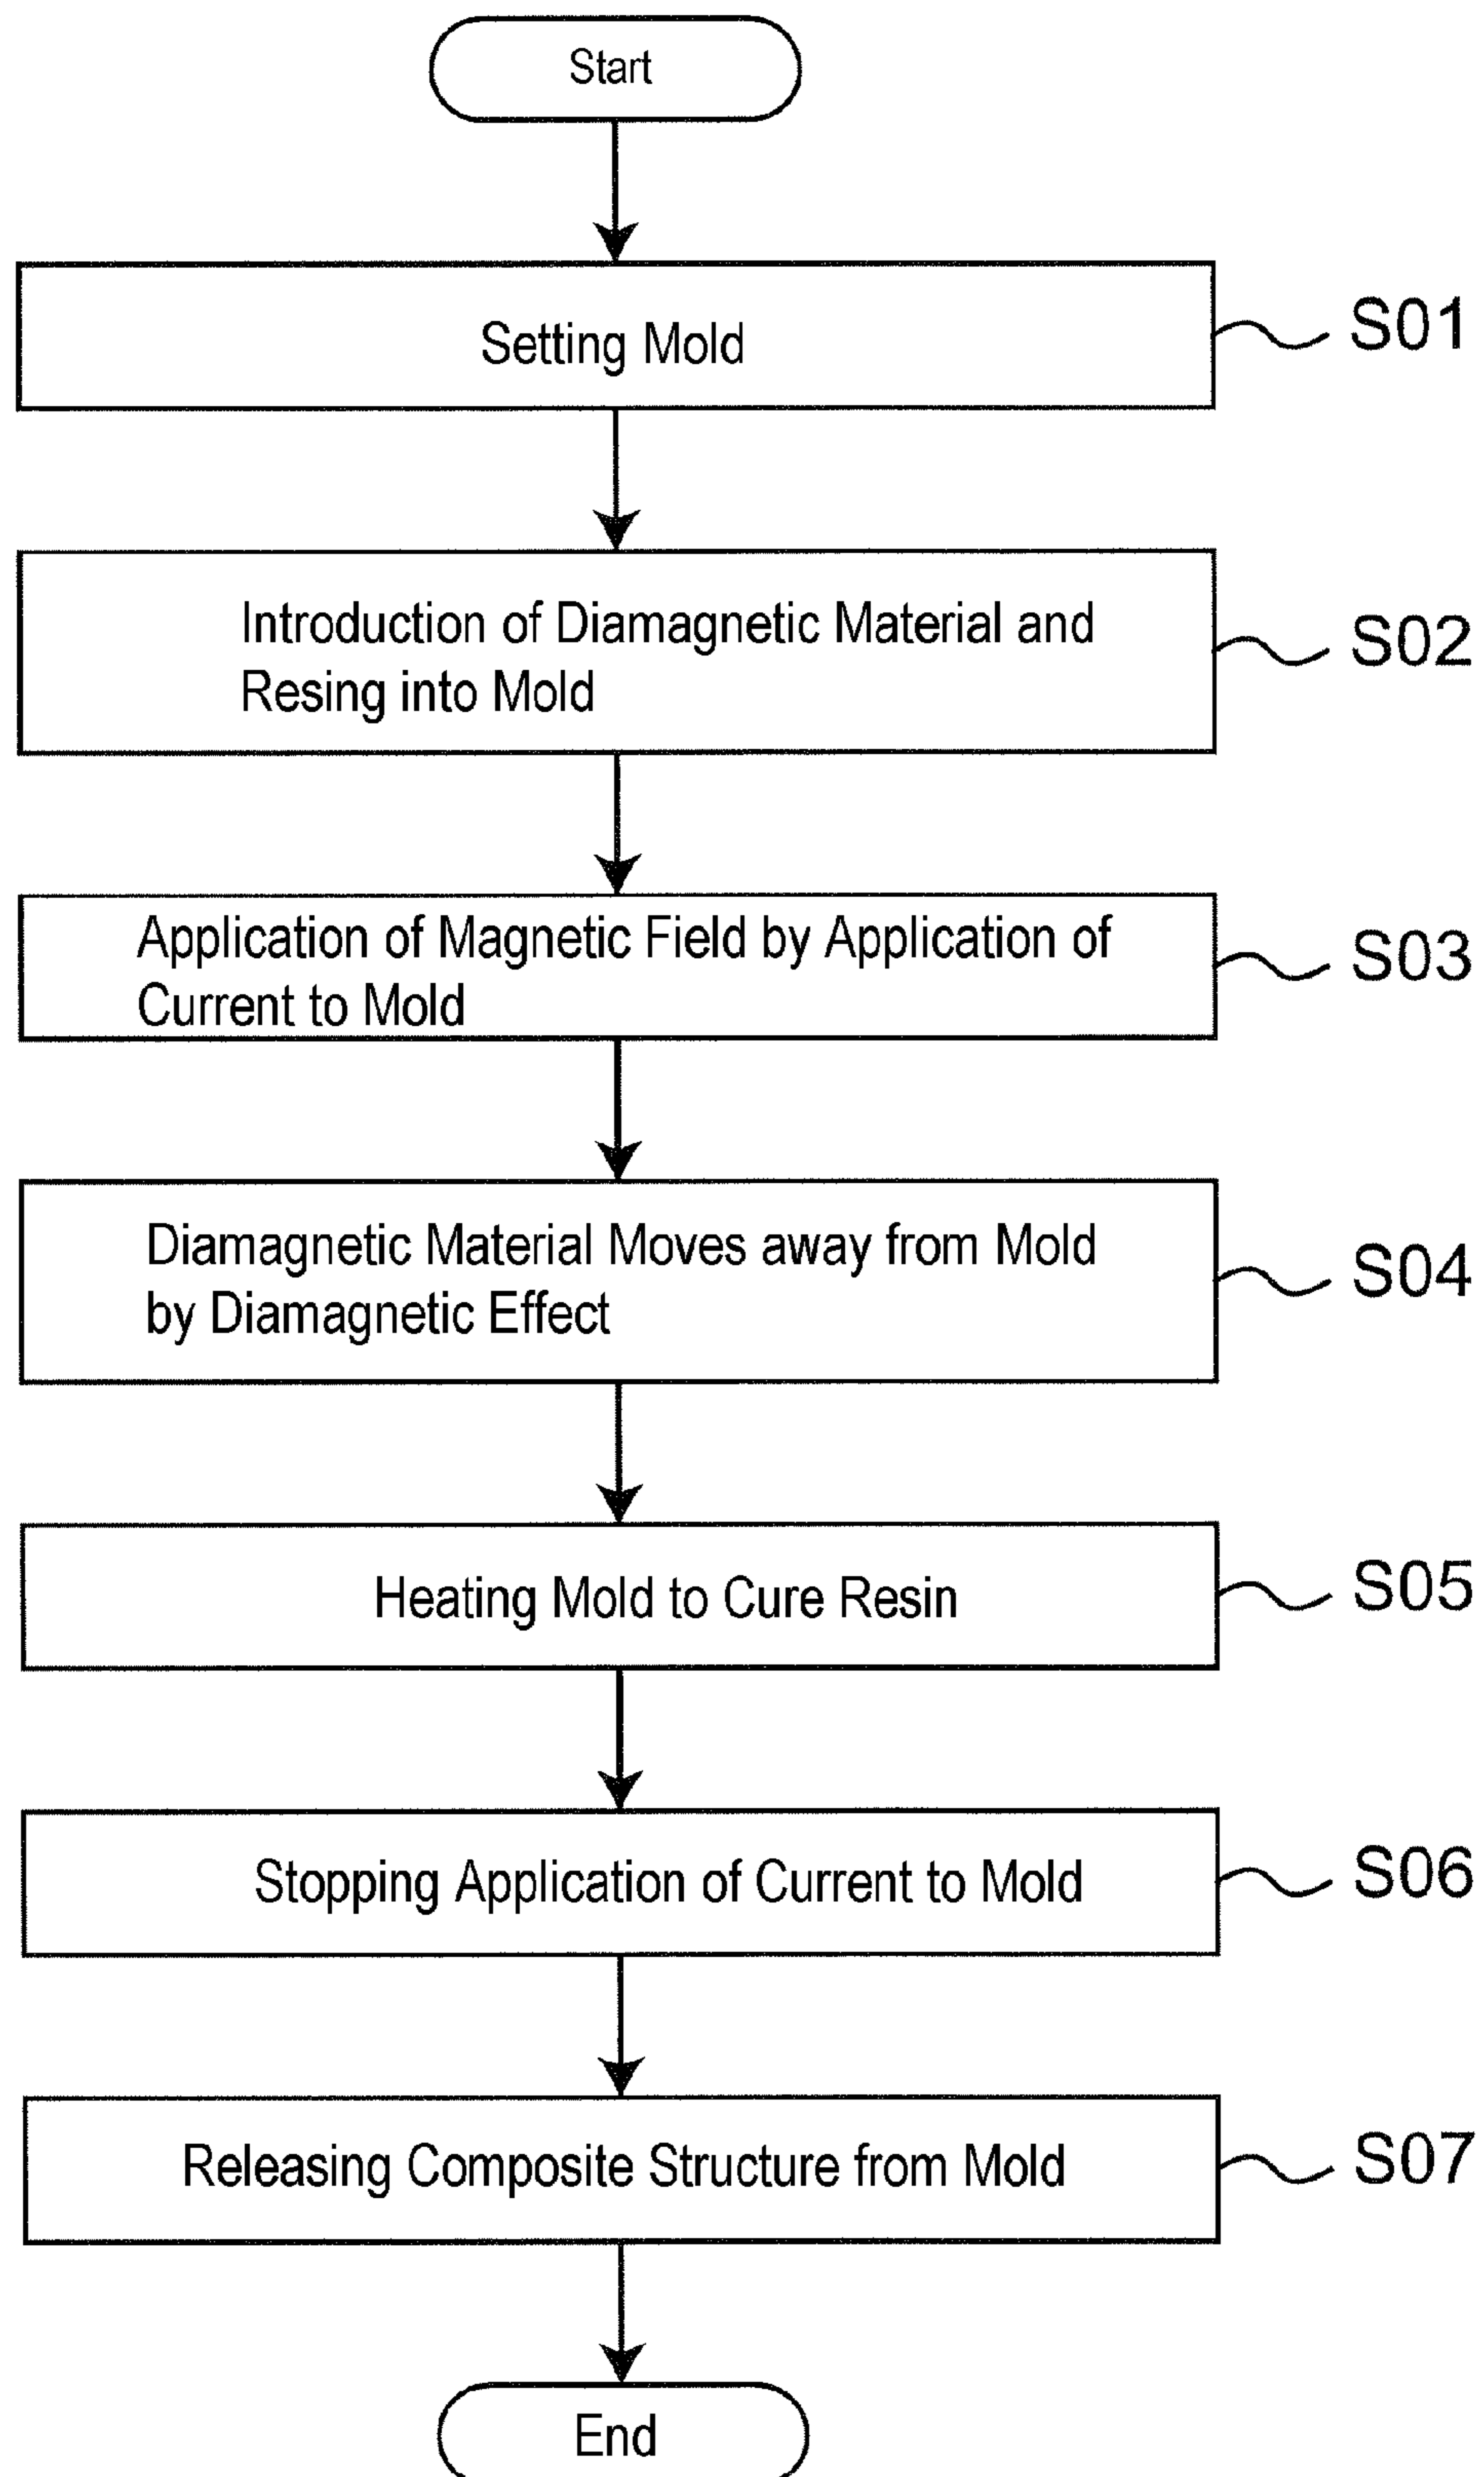 Start
Setting Mold
S01
Introduction of Diamagnetic Material and
Resing into Mold
S02
Application of Magnetic Field by Application of
Current to Mold
S03
Diamagnetic Material Moves away from Mold
by Diamagnetic Effect
S04
Heating Mold to Cure Resin
S05
Stopping Application of Current to Mold
S06
Releasing Composite Structure from Mold
S07
End